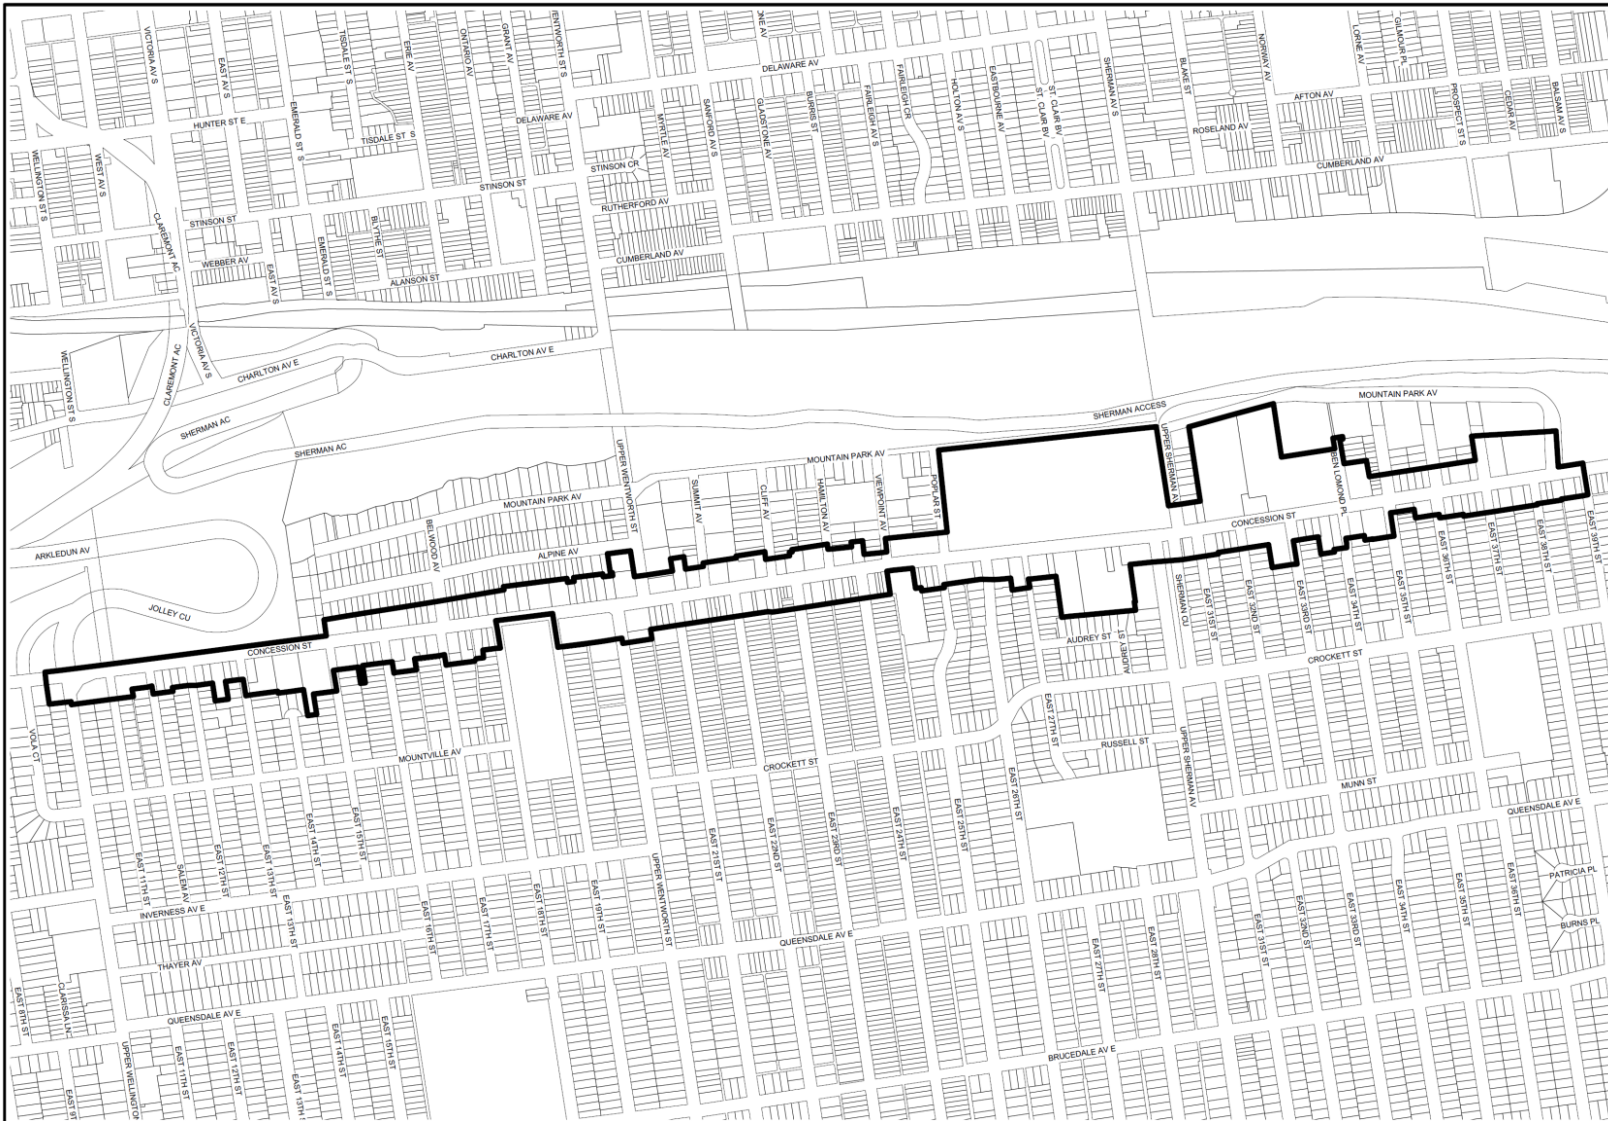 VICTORIA AV S
EAST AV S
TISDALE ST S
ERIE AV
ONTARIO AV
GRANT AV
ENTWORTH ST S
NE AV
DELAWARE AV
FAIRLEIGH CR
HOLTON AV S
EASTBOURNE AV
ST. CLAIR BV
ST. CLAIR BV
SHERMAN AV S
BLAKE ST
NORWAY AV
LORNE AV
GILMOUR PL
AFTON AV
PROSPECT ST S
CEDAR AV
BALSAM AV S
HUNTER ST E
EMERALD ST S
TISDALE ST S
DELAWARE AV
MYRTLE AV
SANFORD AV S
GLADSTONE AV
BURRIS ST
FAIRLEIGH AV S
ROSELAND AV
CUMBERLAND AV
WELLINGTON ST S
WEST AV S
STINSON CR
STINSON ST
RUTHERFORD AV
STINSON ST
CLAREMONT AC
WEBBER AV
EAST AV S
EMERALD ST S
BLYTHE ST
ALANSON ST
CUMBERLAND AV
WELLINGTON ST S
CLAREMONT AC
VICTORIA AV S
CHARLTON AV E
CHARLTON AV E
SHERMAN AC
SHERMAN AC
SHERMAN ACCESS
MOUNTAIN PARK AV
UPPER WENTWORTH ST
MOUNTAIN PARK AV
UPPER SHERMAN AV
BEN LOMOND PL
MOUNTAIN PARK AV
SUMMIT AV
CLIFF AV
HAMILTON AV
VIEWPOINT AV
POPLAR ST
CONCESSION ST
ARKLEDUN AV
BELWOOD AV
ALPINE AV
JOLLEY CU
CONCESSION ST
SHERMAN CU
EAST 31ST ST
EAST 32ND ST
EAST 33RD ST
EAST 34TH ST
EAST 35TH ST
EAST 36TH ST
EAST 37TH ST
EAST 38TH ST
EAST 39TH ST
AUDREY ST
AUDREY ST
CROCKETT ST
VIOLA CT
MOUNTVILLE AV
CROCKETT ST
EAST 27TH ST
RUSSELL ST
EAST 26TH ST
UPPER SHERMAN AV
MUNN ST
QUEENSDALE AV E
EAST 11TH ST
SALEM AV
EAST 12TH ST
EAST 13TH ST
EAST 14TH ST
EAST 15TH ST
EAST 21ST ST
EAST 22ND ST
EAST 23RD ST
EAST 24TH ST
EAST 25TH ST
PATRICIA PL
BURNS PL
INVERNESS AV E
EAST 13TH ST
EAST 16TH ST
EAST 17TH ST
EAST 18TH ST
EAST 19TH ST
UPPER WENTWORTH ST
QUEENSDALE AV E
EAST 27TH ST
EAST 28TH ST
EAST 31ST ST
EAST 32ND ST
EAST 33RD ST
EAST 34TH ST
EAST 35TH ST
EAST 36TH ST
THAYER AV
EAST 8TH ST
CLARISSA LN
QUEENSDALE AV E
UPPER WELLINGTON
EAST 11TH ST
EAST 12TH ST
EAST 13TH
EAST 14TH ST
EAST 15TH ST
BRUCEDALE AV E
EAST 9T